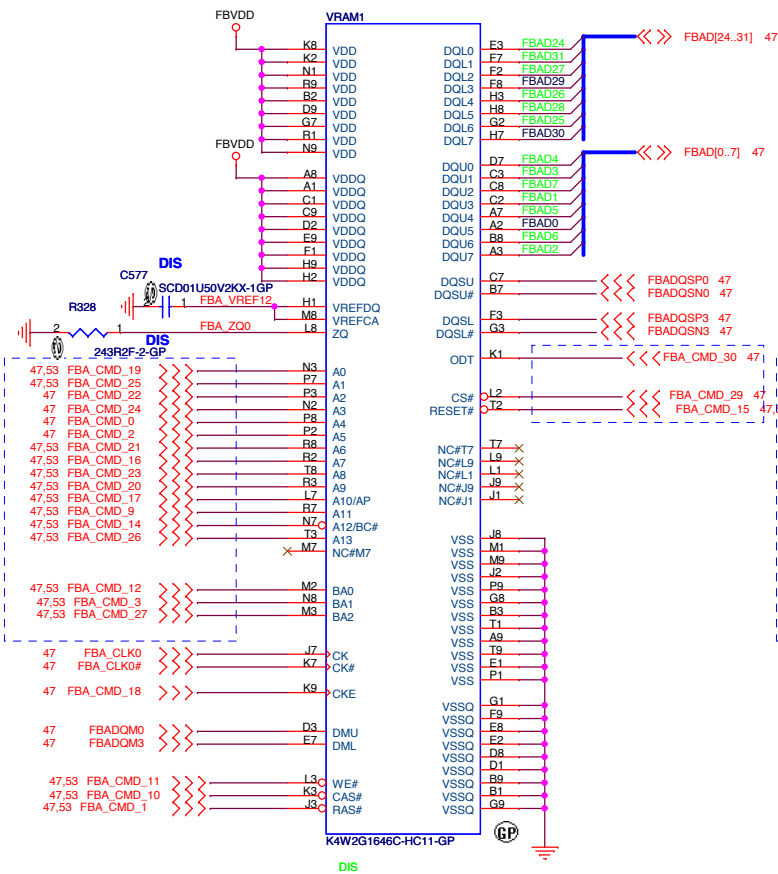 FBVDD
VRAM1
K8 VDD
K2 VDD
N1 VDD
R9 VDD
B2 VDD
D9 VDD
G7 VDD
R1 VDD
N9 VDD
FBVDD
A8 VDDQ
A1 VDDQ
C1 VDDQ
C9 VDDQ
D2 VDDQ
E9 VDDQ
F1 VDDQ
H9 VDDQ
H2 VDDQ
DIS
C577
SCD01U50V2KX-1GP
2 1 FBA_VREF12 H1 VREFDQ
M8 VREFCA
R328
2 1 FBA_ZQ0 L8 ZQ
DIS
243R2F-2-GP
47,53 FBA_CMD_19 N3 A0
47,53 FBA_CMD_25 P7 A1
47 FBA_CMD_22 P3 A2
47 FBA_CMD_24 N2 A3
47 FBA_CMD_0 P8 A4
47 FBA_CMD_2 P2 A5
47,53 FBA_CMD_21 R8 A6
47,53 FBA_CMD_16 R2 A7
47,53 FBA_CMD_23 T8 A8
47,53 FBA_CMD_20 R3 A9
47,53 FBA_CMD_17 L7 A10/AP
47,53 FBA_CMD_9 R7 A11
47,53 FBA_CMD_14 N7 A12/BC#
47,53 FBA_CMD_26 T3 A13
M7 NC#M7
47,53 FBA_CMD_12 M2 BA0
47,53 FBA_CMD_3 N8 BA1
47,53 FBA_CMD_27 M3 BA2
47 FBA_CLK0 J7 CK
47 FBA_CLK0# K7 CK#
47 FBA_CMD_18 K9 CKE
47 FBADQM0 D3 DMU
47 FBADQM3 E7 DML
47,53 FBA_CMD_11 L3 WE#
47,53 FBA_CMD_10 K3 CAS#
47,53 FBA_CMD_1 J3 RAS#
DQL0 E3 FBAD24
FBAD[24..31] 47
DQL1 F7 FBAD31
DQL2 F2 FBAD27
DQL3 F8 FBAD29
DQL4 H3 FBAD26
DQL5 H8 FBAD28
DQL6 G2 FBAD25
DQL7 H7 FBAD30
FBAD[0..7] 47
DQU0 D7 FBAD4
DQU1 C3 FBAD3
DQU2 C8 FBAD7
DQU3 C2 FBAD1
DQU4 A7 FBAD5
DQU5 A2 FBAD0
DQU6 B8 FBAD6
DQU7 A3 FBAD2
DQSU C7 FBADQSP0 47
DQSU# B7 FBADQSN0 47
DQSL F3 FBADQSP3 47
DQSL# G3 FBADQSN3 47
ODT K1 FBA_CMD_30 47
CS# L2 FBA_CMD_29 47
RESET# T2 FBA_CMD_15 47,
NC#T7 T7
NC#L9 L9
NC#L1 L1
NC#J9 J9
NC#J1 J1
VSS J8
VSS M1
VSS M9
VSS J2
VSS P9
VSS G8
VSS B3
VSS T1
VSS A9
VSS T9
VSS E1
VSS P1
VSSQ G1
VSSQ F9
VSSQ E8
VSSQ E2
VSSQ D8
VSSQ D1
VSSQ B9
VSSQ B1
VSSQ G9
GP
K4W2G1646C-HC11-GP
DIS